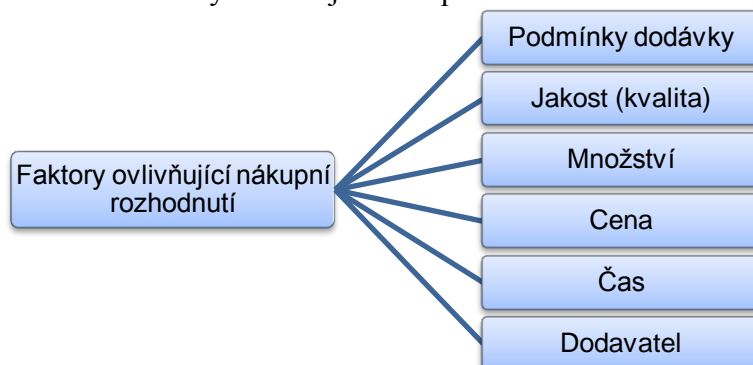 Faktory ovlivňující nákupní
rozhodnutí
Podmínky dodávky
Jakost (kvalita)
Množství
Cena
Čas
Dodavatel